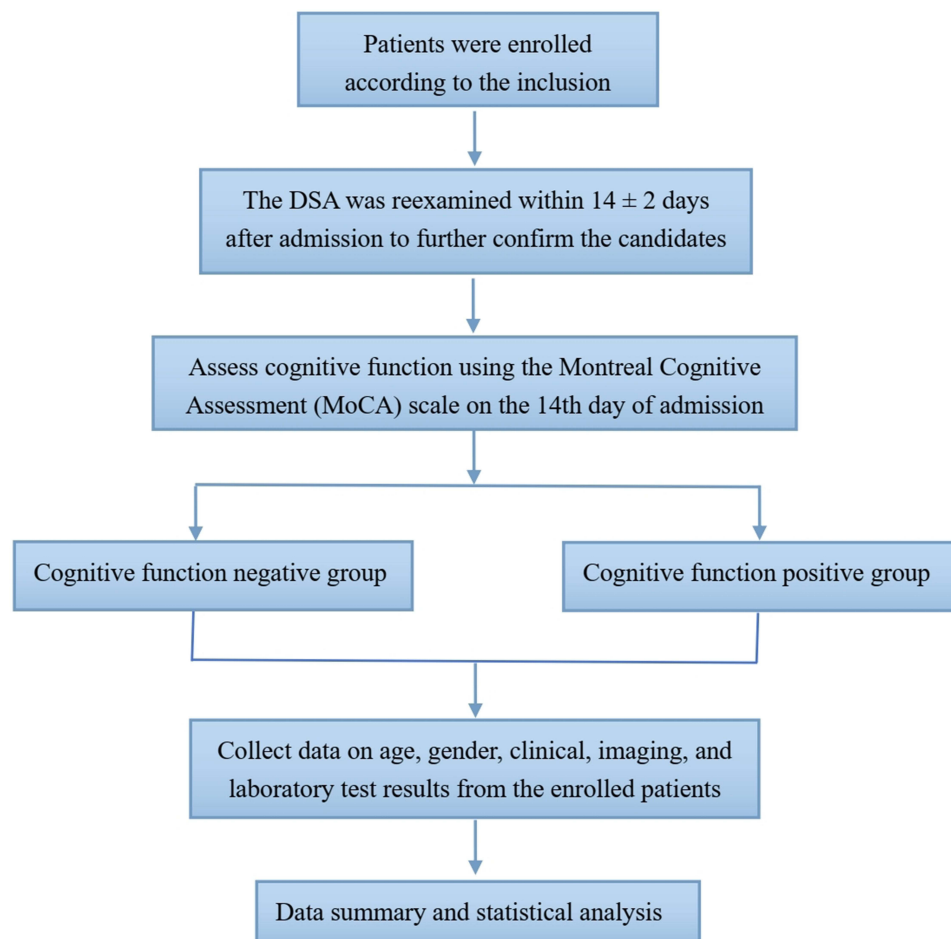 Patients were enrolled
according to the inclusion
The DSA was reexamined within 14 ± 2 days
after admission to further confirm the candidates
Assess cognitive function using the Montreal Cognitive
Assessment (MoCA) scale on the 14th day of admission
Cognitive function negative group
Cognitive function positive group
Collect data on age, gender, clinical, imaging, and
laboratory test results from the enrolled patients
Data summary and statistical analysis